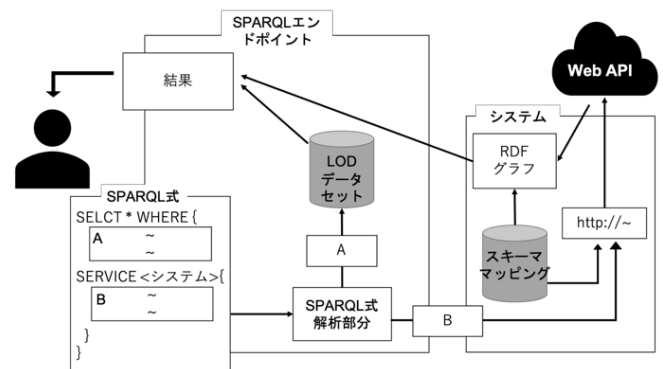 SPARQLエン
ドポイント
結果
Web API
システム
RDF
グラフ
LOD
データ
セット
http://~
スキーマ
マッピング
SPARQL式
SELCT * WHERE {
A ~
~
SERVICE <システム>{
B ~
~
}
}
A
SPARQL式
解析部分
B